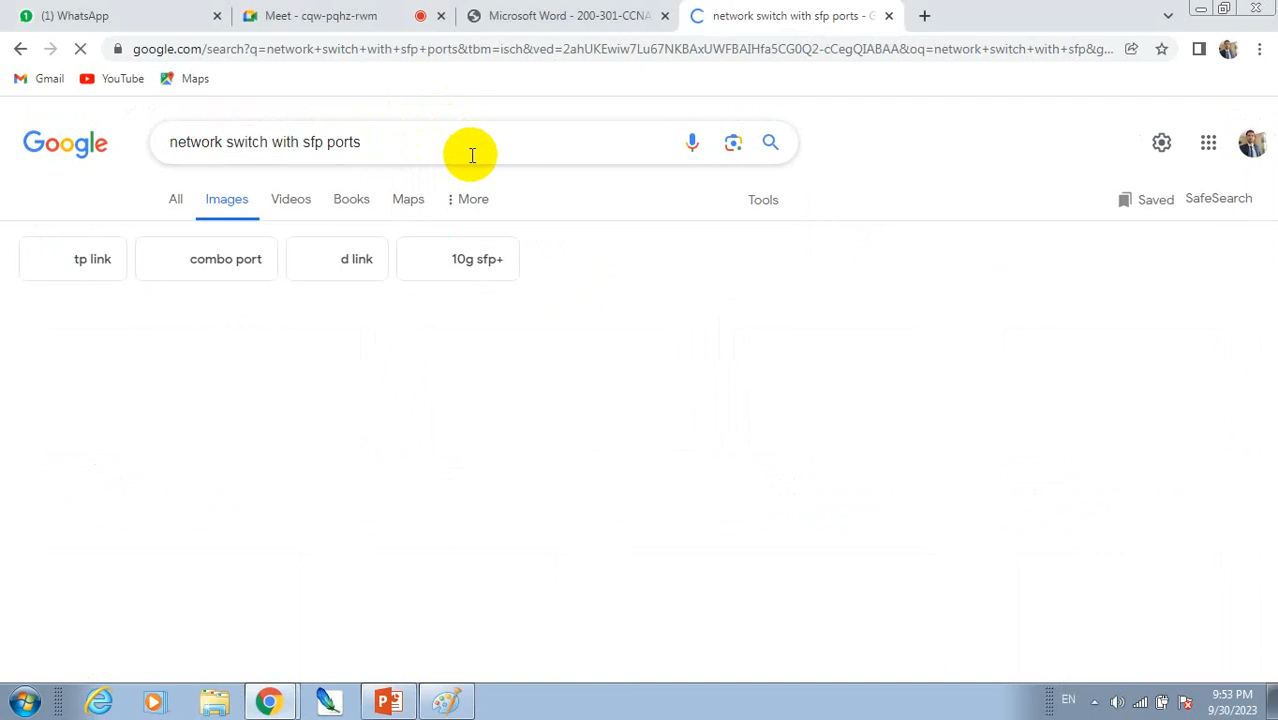 (1) WhatsApp
Meet - cqw-pqhz-rwm
Microsoft Word - 200-301-CCNA
network switch with sfp ports - G
google.com/search?q=network+switch+with+sfp+ports&tbm=isch&ved=2ahUKEwiw7Lu67NKBAxUWFBAIHfa5CG0Q2-cCegQIABAA&oq=network+switch+with+sfp&g...
Gmail
YouTube
Maps
Google
network switch with sfp ports
All
Images
Videos
Books
Maps
More
Tools
Saved
SafeSearch
tp link
combo port
d link
10g sfp+
EN
9:53 PM
9/30/2023